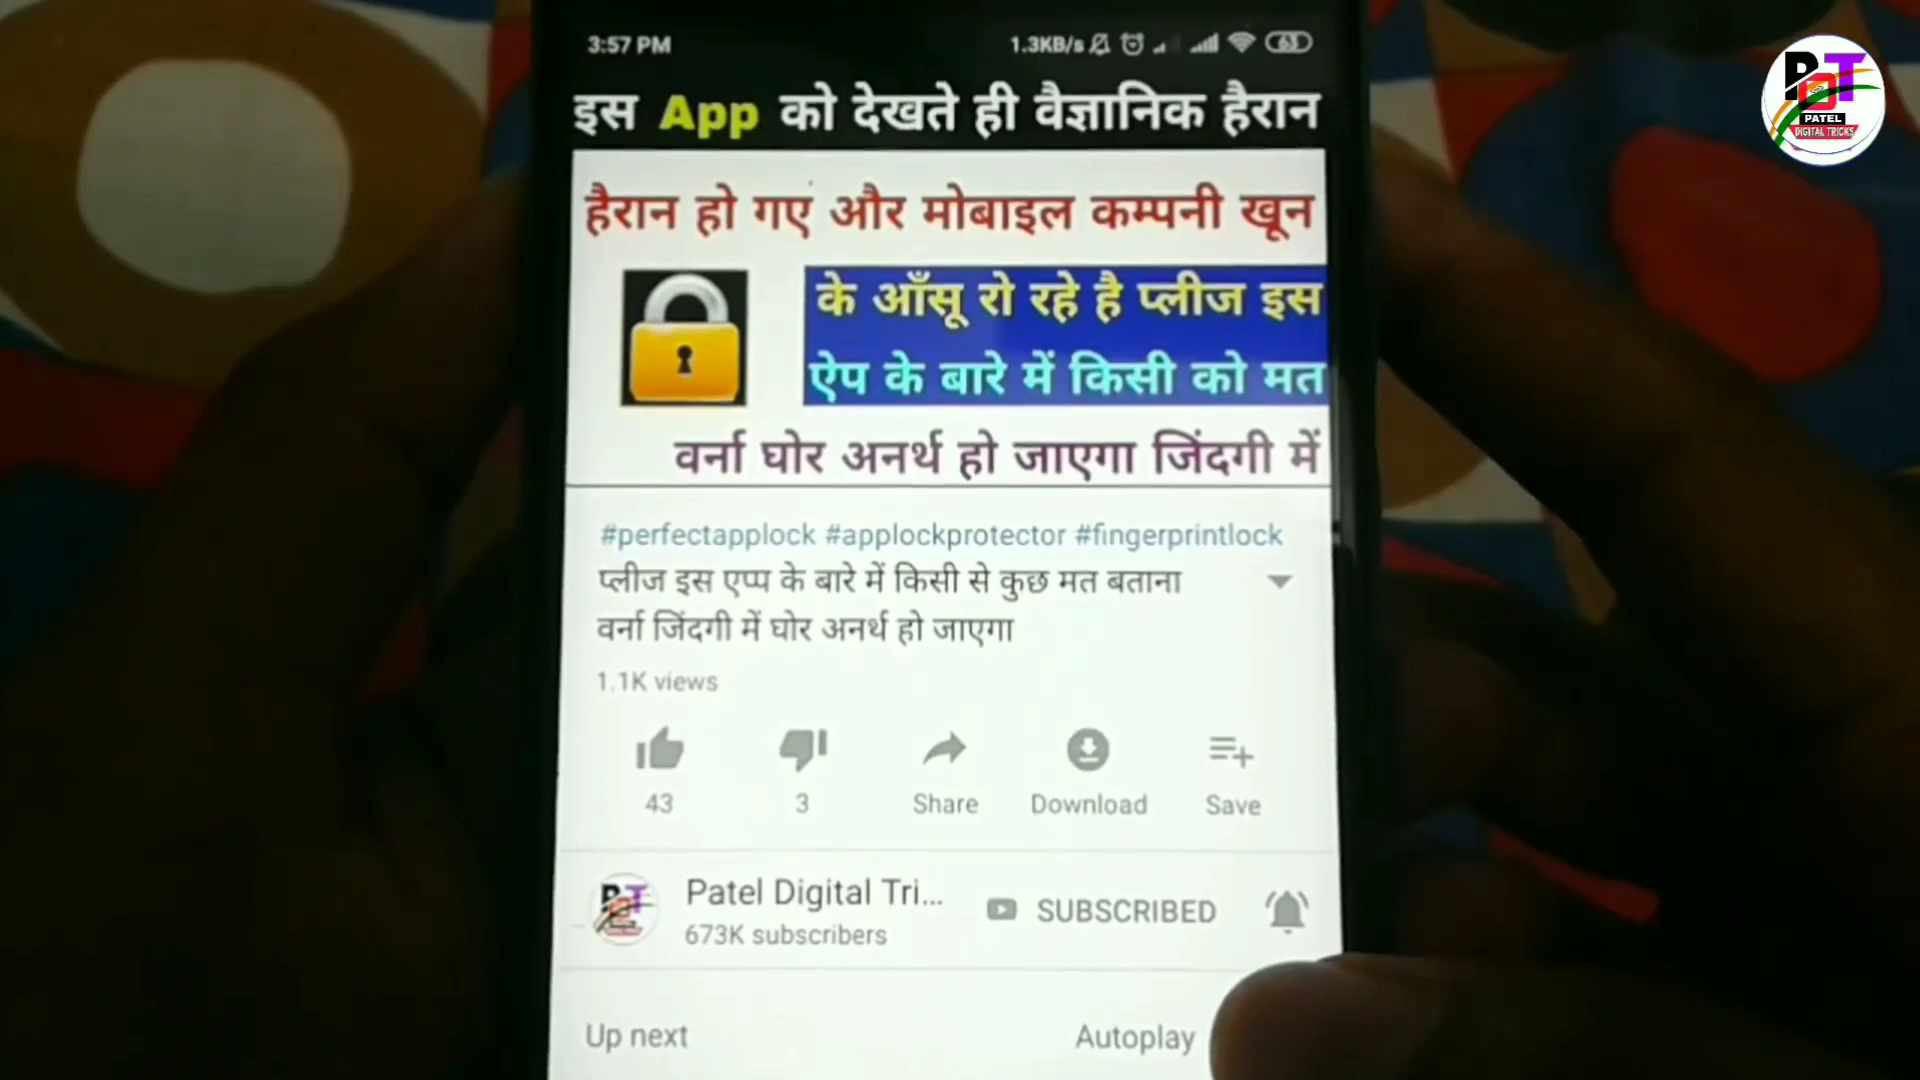 3:57 PM 1.3KB/s 63
इस App को देखते ही वैज्ञानिक हैरान
हैरान हो गए और मोबाइल कम्पनी खून
के आँसू रो रहे है प्लीज इस
ऐप के बारे में किसी को मत
वर्ना घोर अनर्थ हो जाएगा जिंदगी में
#perfectapplock #applockprotector #fingerprintlock
प्लीज इस एप्प के बारे में किसी से कुछ मत बताना
वर्ना जिंदगी में घोर अनर्थ हो जाएगा
1.1K views
43 3 Share Download Save
Patel Digital Tri... SUBSCRIBED
673K subscribers
Up next Autoplay
PDT
PATEL
DIGITAL TRICKS